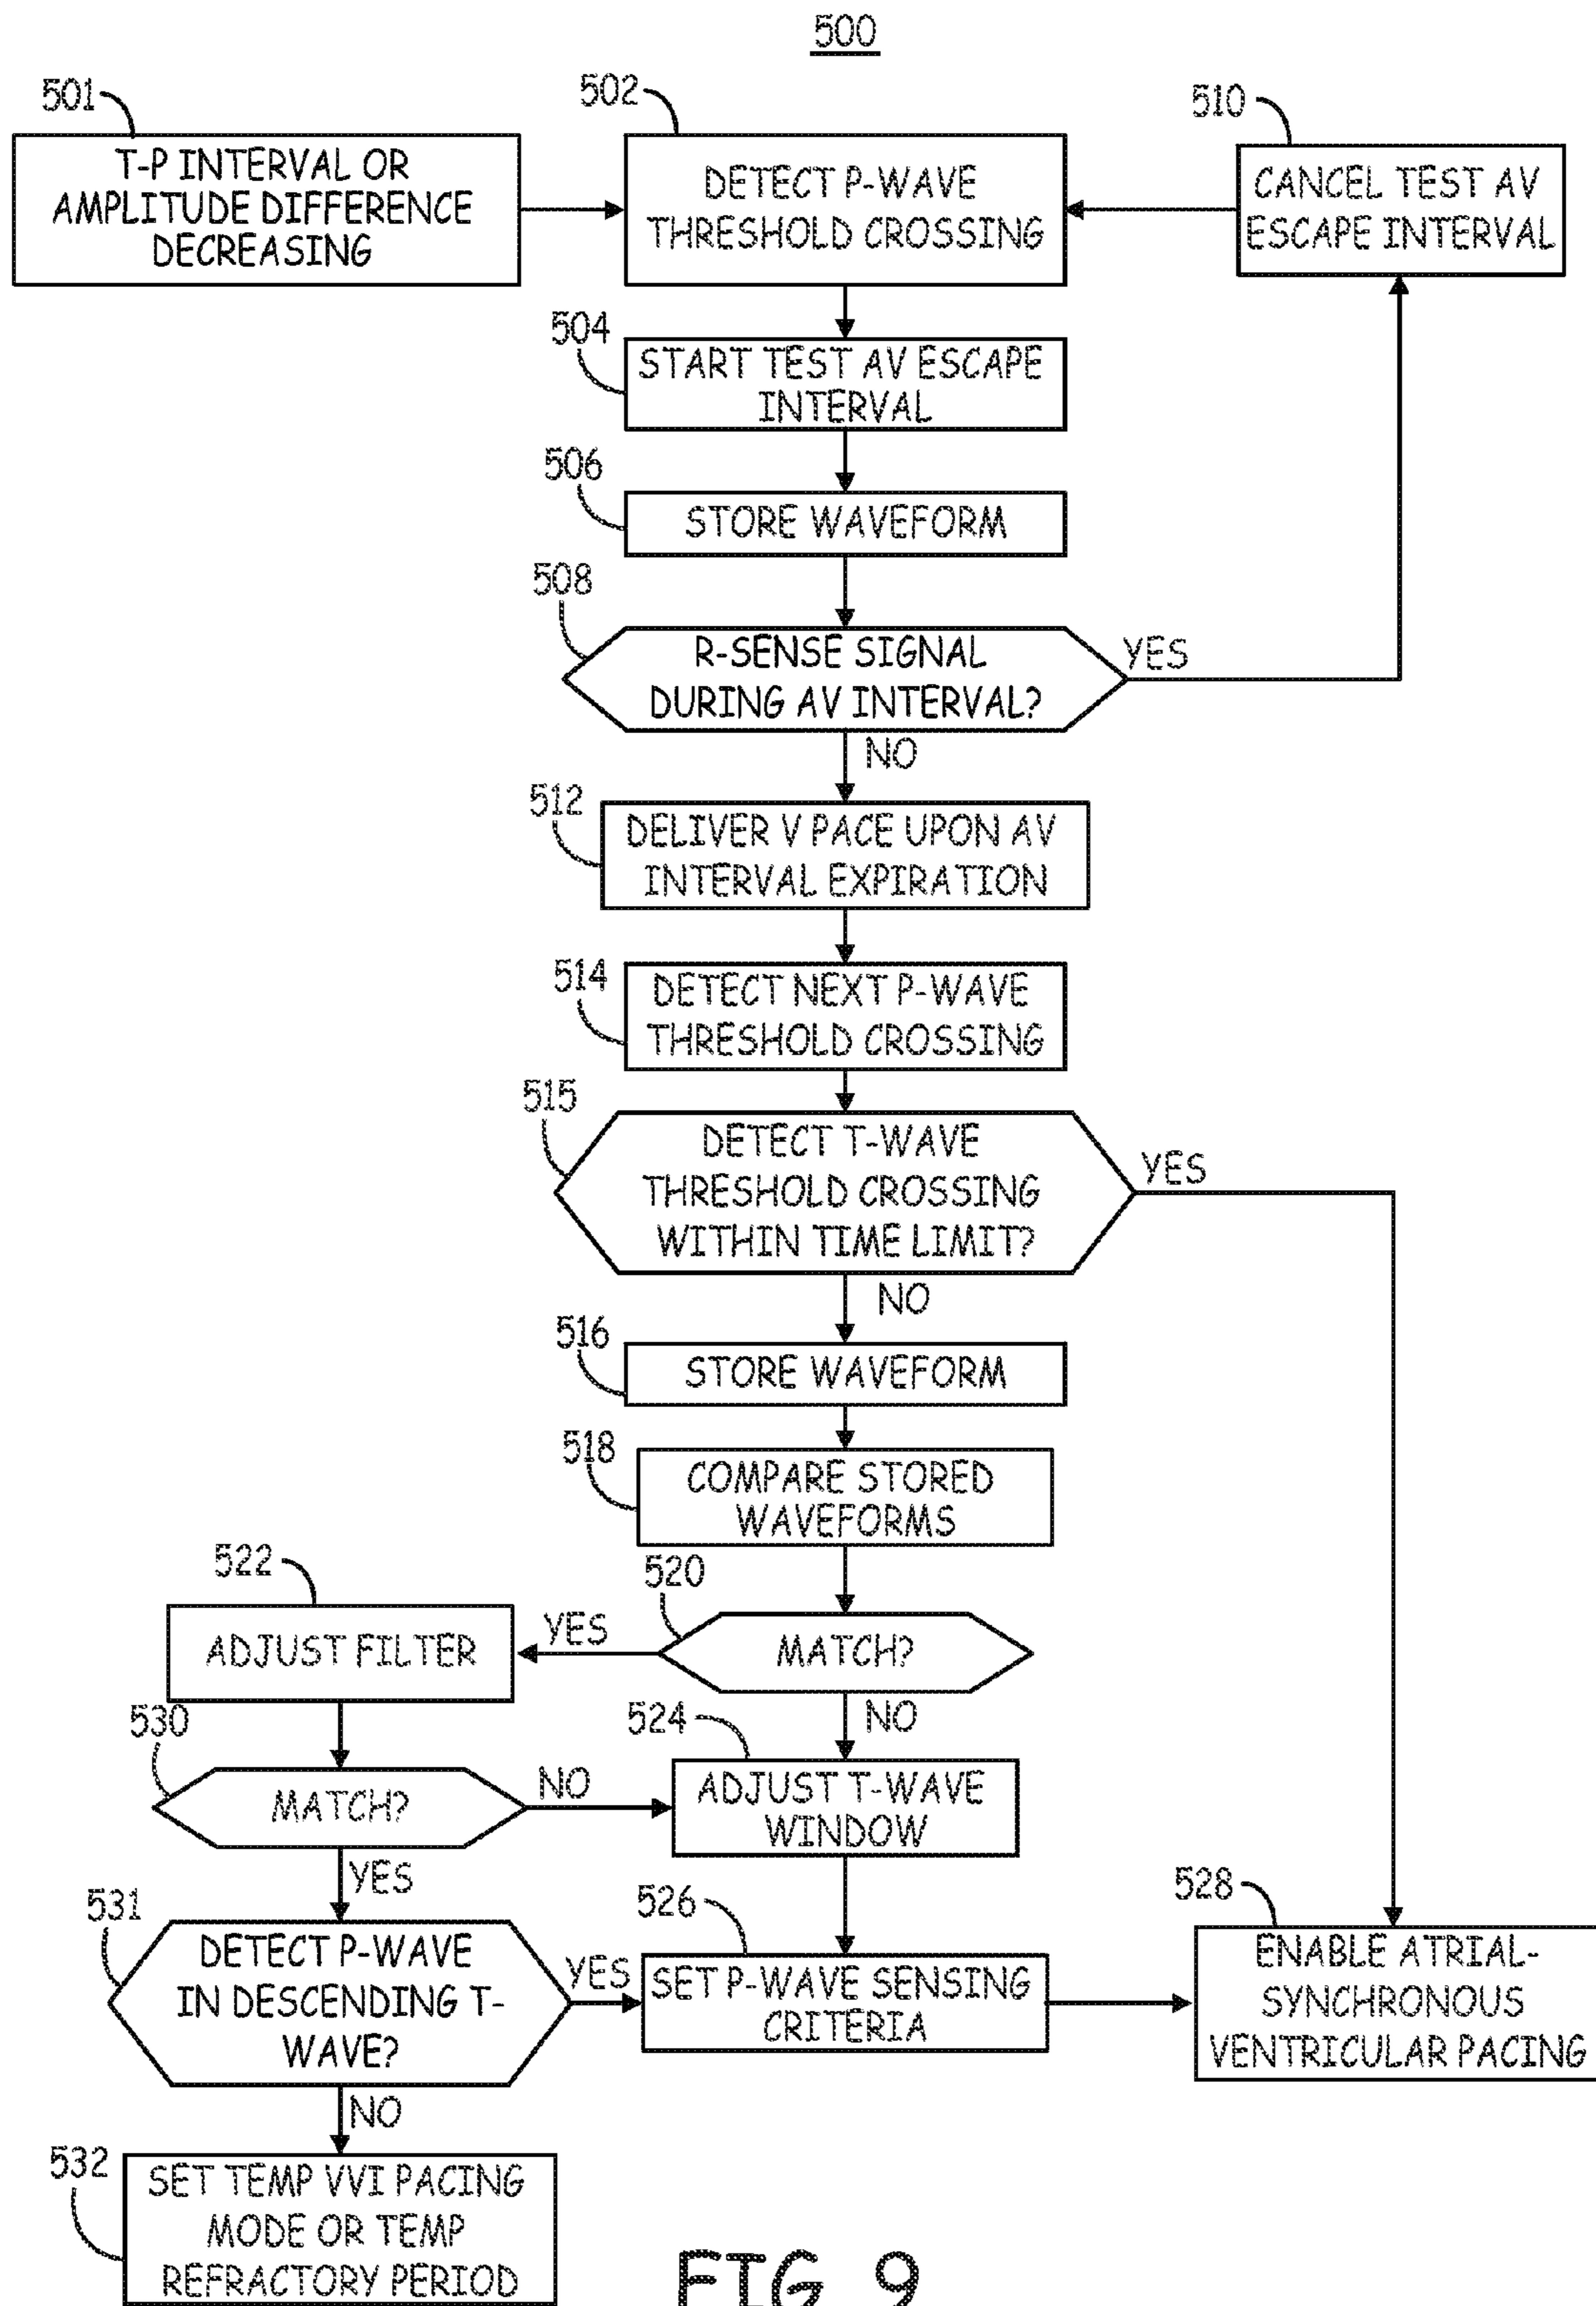 500
501
502
510
T-P INTERVAL OR
AMPLITUDE DIFFERENCE
DECREASING
DETECT P-WAVE
THRESHOLD CROSSING
CANCEL TEST AV
ESCAPE INTERVAL
504
START TEST AV ESCAPE
INTERVAL
506
STORE WAVEFORM
508
R-SENSE SIGNAL
DURING AV INTERVAL?
YES
NO
512
DELIVER V PACE UPON AV
INTERVAL EXPIRATION
514
DETECT NEXT P-WAVE
THRESHOLD CROSSING
515
DETECT T-WAVE
THRESHOLD CROSSING
WITHIN TIME LIMIT?
YES
NO
516
STORE WAVEFORM
518
COMPARE STORED
WAVEFORMS
522
520
ADJUST FILTER
YES
MATCH?
530
524
NO
MATCH?
NO
ADJUST T-WAVE
WINDOW
YES
531
526
528
DETECT P-WAVE
IN DESCENDING T-
WAVE?
YES
SET P-WAVE SENSING
CRITERIA
ENABLE ATRIAL-
SYNCHRONOUS
VENTRICULAR PACING
NO
532
SET TEMP VVI PACING
MODE OR TEMP
REFRACTORY PERIOD
FIG. 9